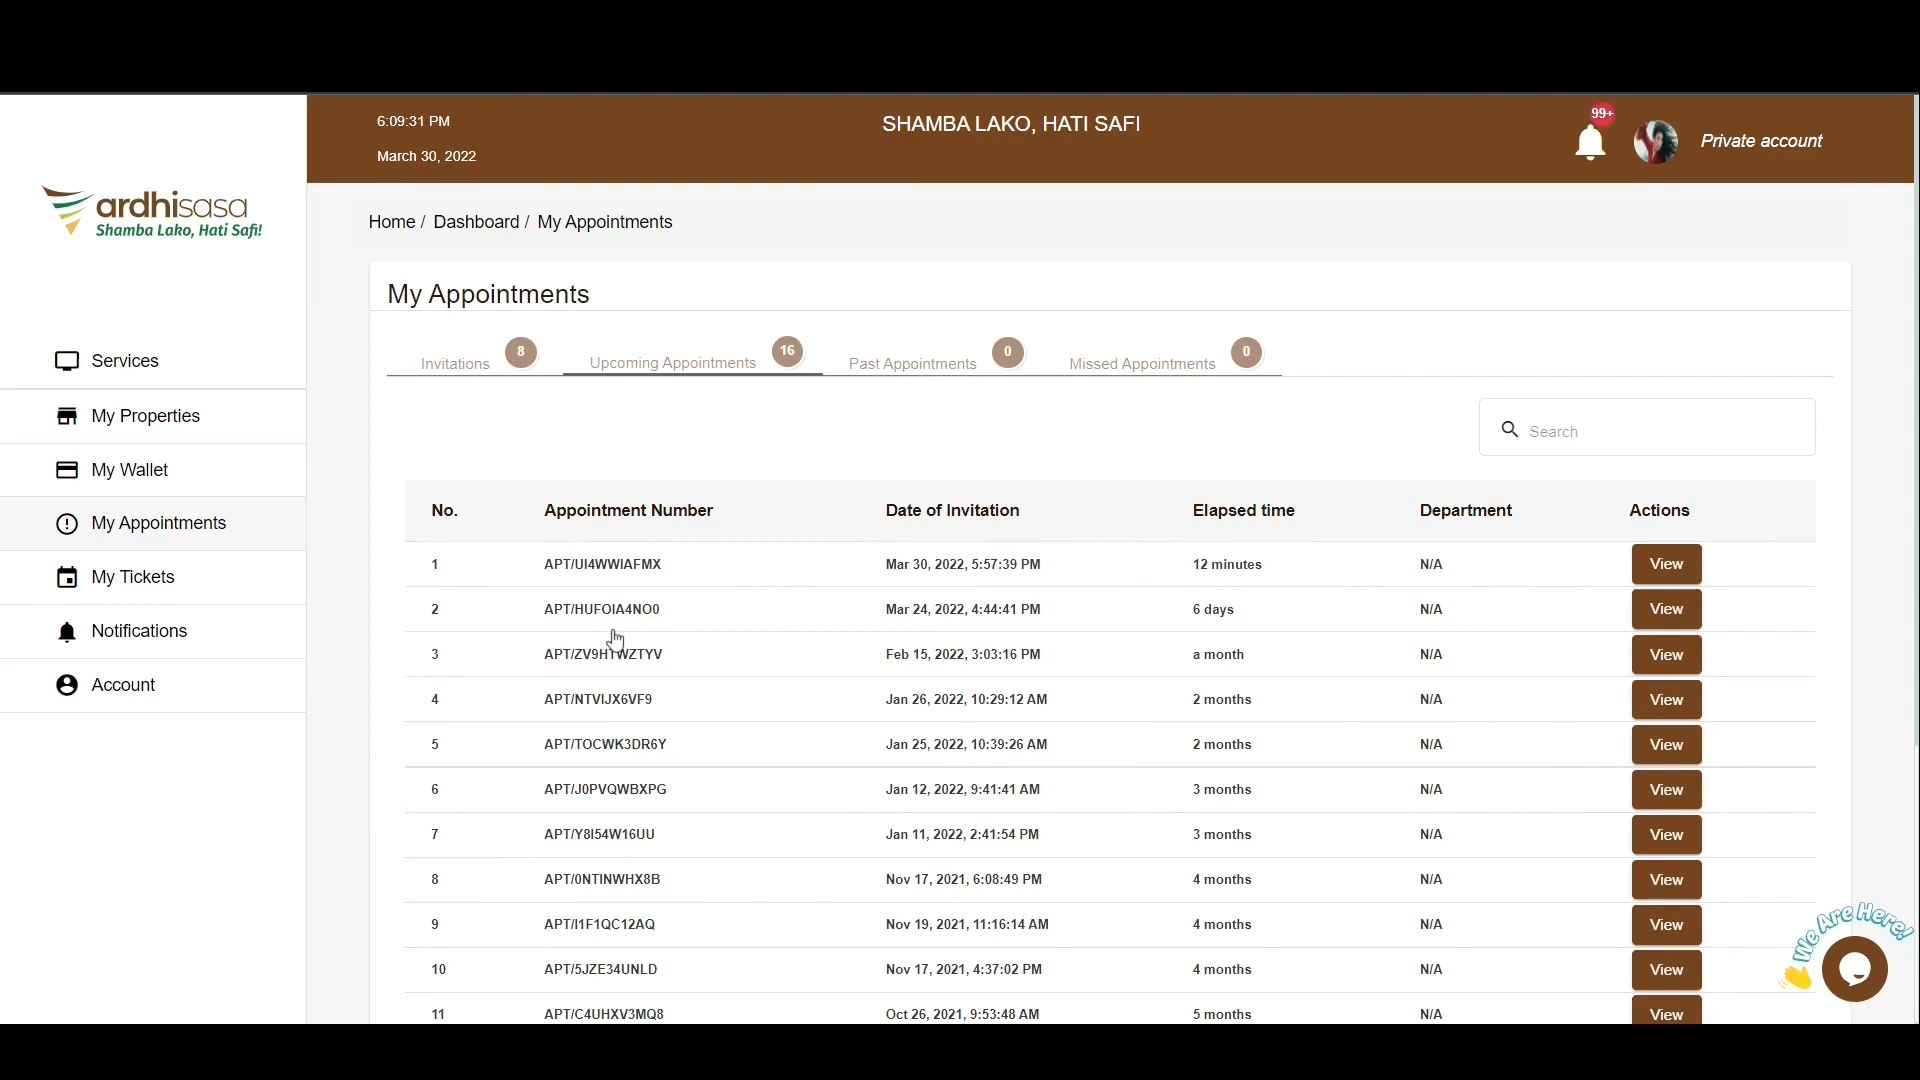 6:09:31 PM
March 30, 2022
SHAMBA LAKO, HATI SAFI
99+
Private account
ardhisasa
Shamba Lako, Hati Safi!
Services
My Properties
My Wallet
My Appointments
My Tickets
Notifications
Account
Home / Dashboard / My Appointments
My Appointments
Invitations 8 Upcoming Appointments 16 Past Appointments 0 Missed Appointments 0
Search
No. Appointment Number Date of Invitation Elapsed time Department Actions
1 APT/UI4WWIAFMX Mar 30, 2022, 5:57:39 PM 12 minutes N/A View
2 APT/HUFOIA4NO0 Mar 24, 2022, 4:44:41 PM 6 days N/A View
3 Feb 15, 2022, 3:03:16 PM a month N/A View
4 APT/NTVIJX6VF9 Jan 26, 2022, 10:29:12 AM 2 months N/A View
5 APT/TOCWK3DR6Y Jan 25, 2022, 10:39:26 AM 2 months N/A View
6 APT/J0PVQWBXPG Jan 12, 2022, 9:41:41 AM 3 months N/A View
7 APT/Y8I54W16UU Jan 11, 2022, 2:41:54 PM 3 months N/A View
8 APT/0NTINWHX8B Nov 17, 2021, 6:08:49 PM 4 months N/A View
9 APT/I1F1QC12AQ Nov 19, 2021, 11:16:14 AM 4 months N/A View
10 APT/5JZE34UNLD Nov 17, 2021, 4:37:02 PM 4 months N/A View
11 APT/C4UHXV3MQ8 Oct 26, 2021, 9:53:48 AM 5 months N/A View
We Are Here!